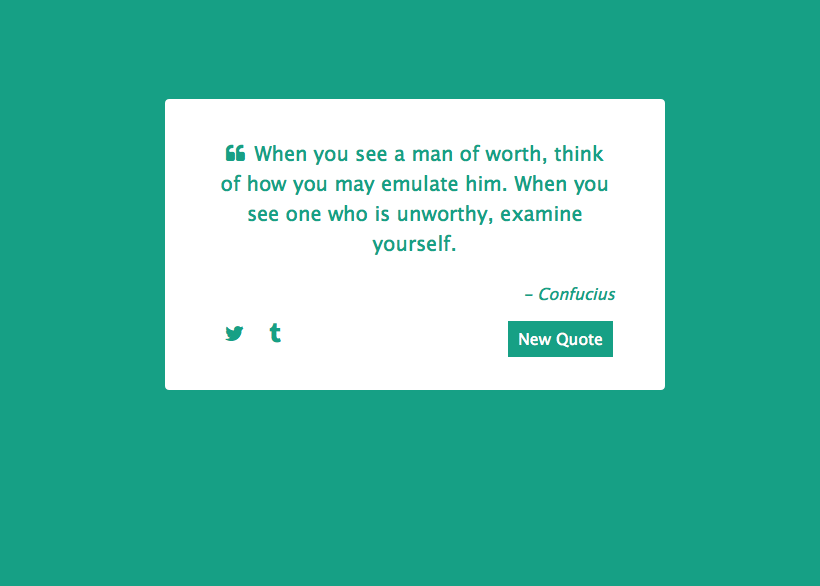 When you see a man of worth, think
of how you may emulate him. When you
see one who is unworthy, examine
yourself.
– Confucius
New Quote